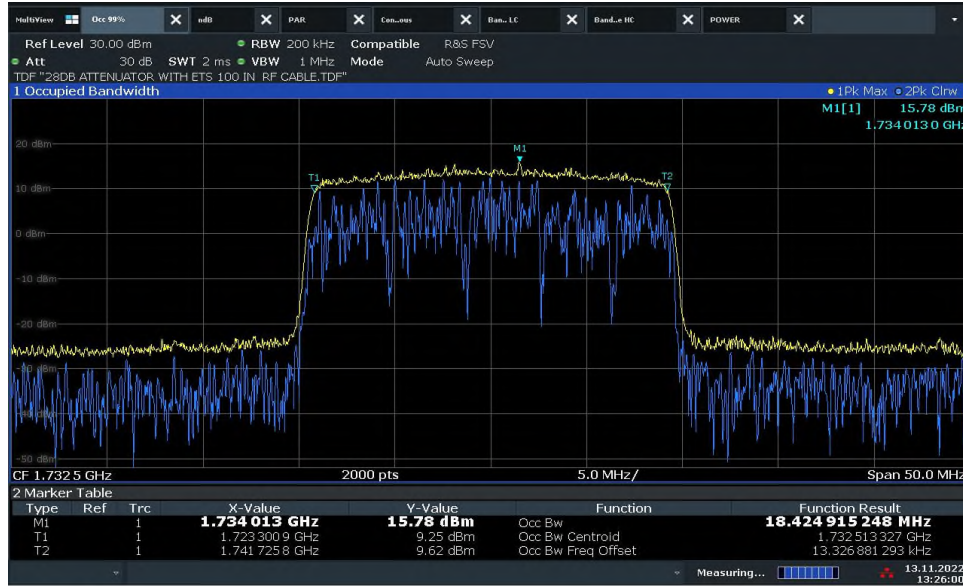 MultiView Occ 99% ndB PAR Con..ous Ban.. LC Band..e HC POWER
Ref Level 30.00 dBm RBW 200 kHz Compatible R&S FSV
Att 30 dB SWT 2 ms VBW 1 MHz Mode Auto Sweep
TDF "28DB ATTENUATOR WITH ETS 100 IN RF CABLE.TDF"
1 Occupied Bandwidth 1Pk Max 2Pk Clrw
M1[1] 15.78 dBm
1.734 013 0 GHz
20 dBm
M1
T1 T2
10 dBm
0 dBm
-10 dBm
-20 dBm
-30 dBm
-40 dBm
-50 dBm
CF 1.732 5 GHz 2000 pts 5.0 MHz/ Span 50.0 MHz
2 Marker Table
Type Ref Trc X-Value Y-Value Function Function Result
M1 1 1.734 013 GHz 15.78 dBm Occ Bw 18.424 915 248 MHz
T1 1 1.723 300 9 GHz 9.25 dBm Occ Bw Centroid 1.732 513 327 GHz
T2 1 1.741 725 8 GHz 9.62 dBm Occ Bw Freq Offset 13.326 881 293 kHz
Measuring... 13.11.2022
13:26:00